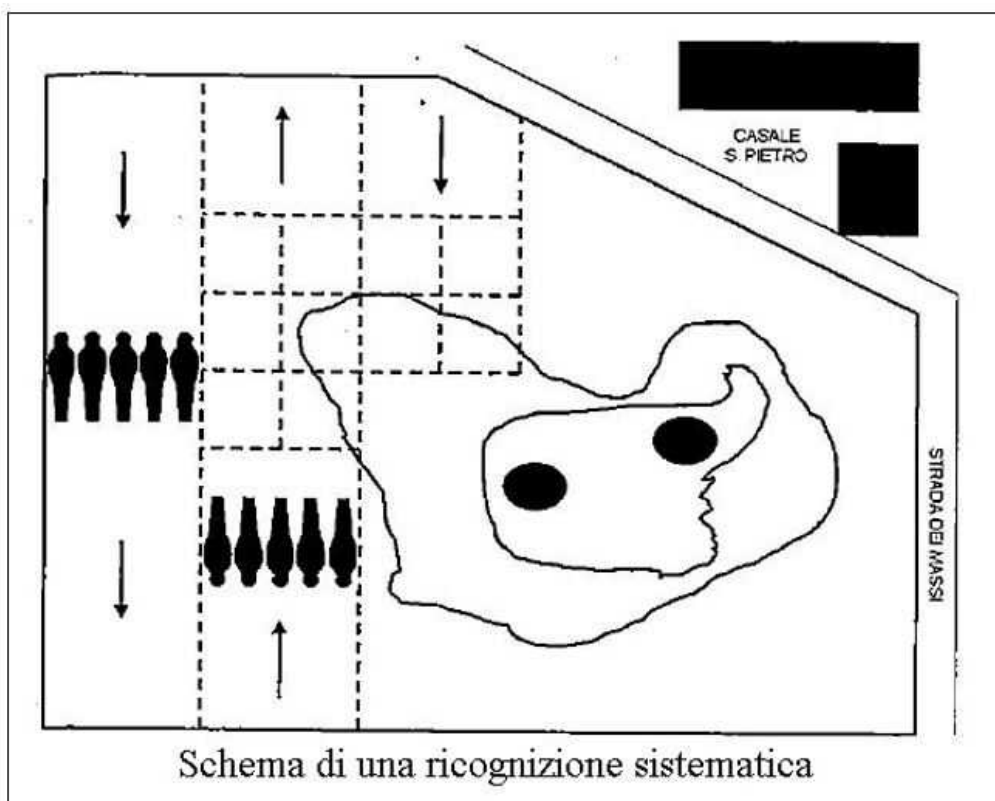 CASALE
S. PIETRO
STRADA DEI MASSI
Schema di una ricognizione sistematica